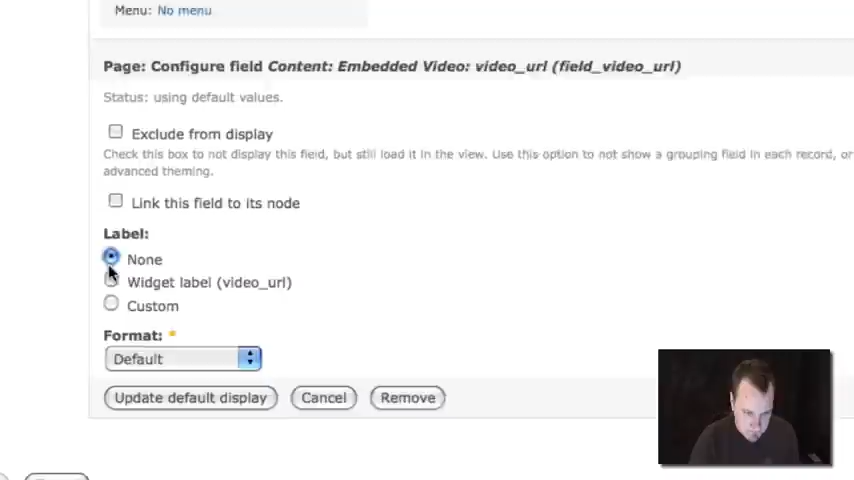 Menu: No menu
Page: Configure field Content: Embedded Video: video_url (field_video_url)
Status: using default values.
Exclude from display
Check this box to not display this field, but still load it in the view. Use this option to not show a grouping field in each record, or
advanced theming.
Link this field to its node
Label:
None
Widget label (video_url)
Custom
Format: *
Default
Update default display
Cancel
Remove